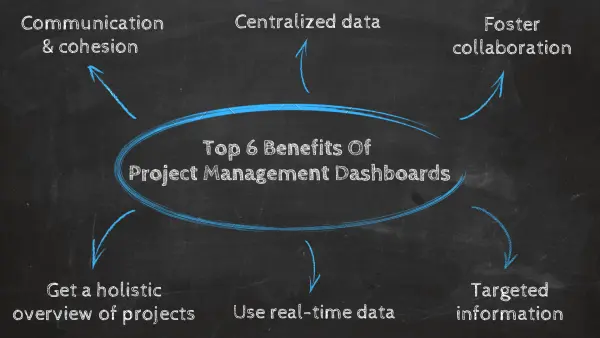 Communication
& cohesion
Centralized data
Foster
collaboration
Top 6 Benefits Of
Project Management Dashboards
Get a holistic
overview of projects
Use real-time data
Targeted
information